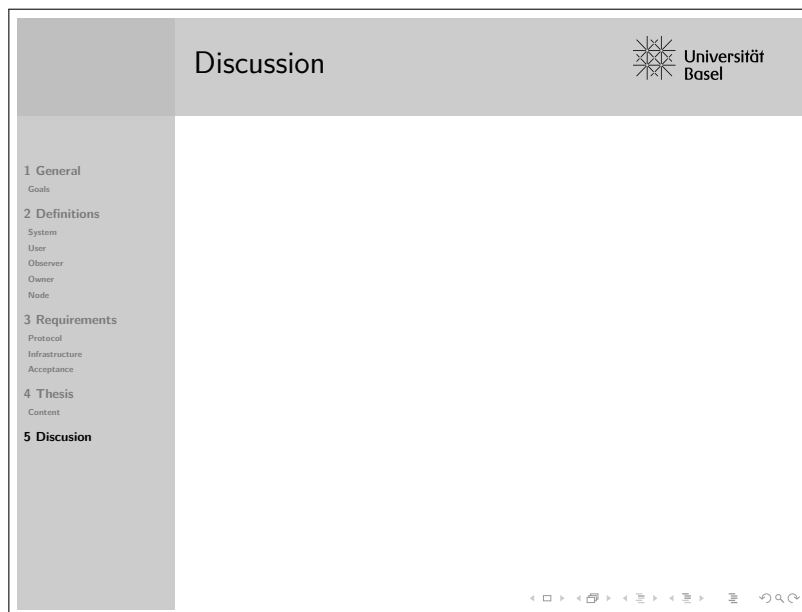 Discussion
Universität
Basel
1 General
Goals
2 Definitions
System
User
Observer
Owner
Node
3 Requirements
Protocol
Infrastructure
Acceptance
4 Thesis
Content
5 Discusion